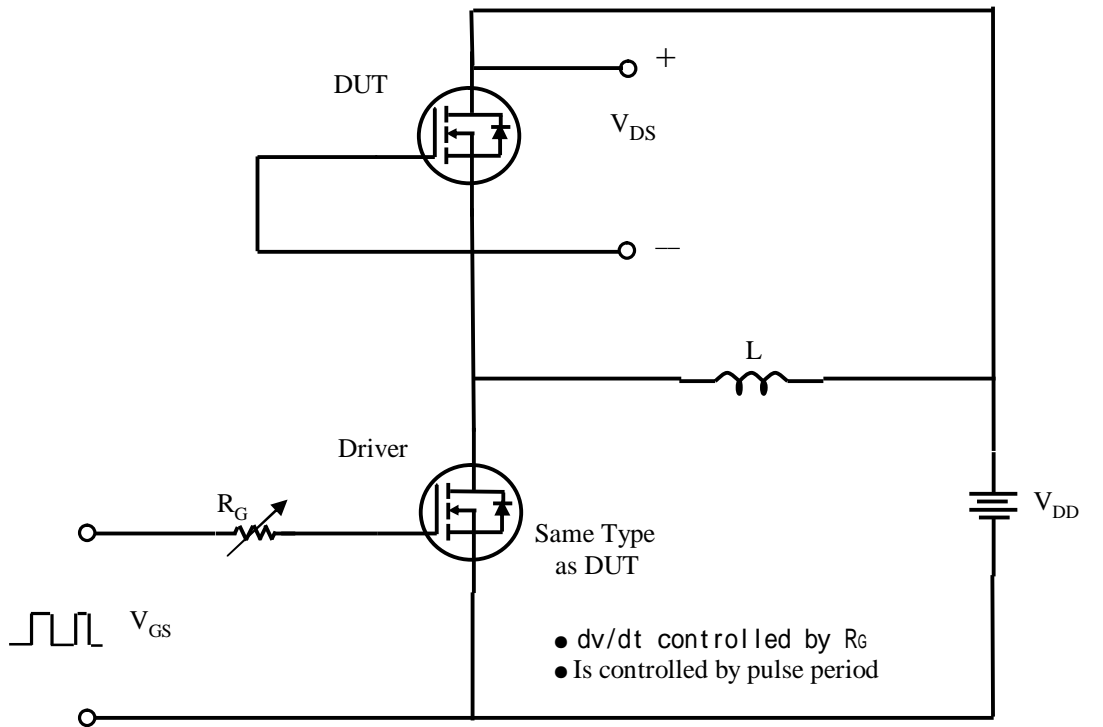 DUT
+
V_DS
—
L
Driver
R_G
V_DD
Same Type
as DUT
V_GS
● dv/dt controlled by RG
● Is controlled by pulse period